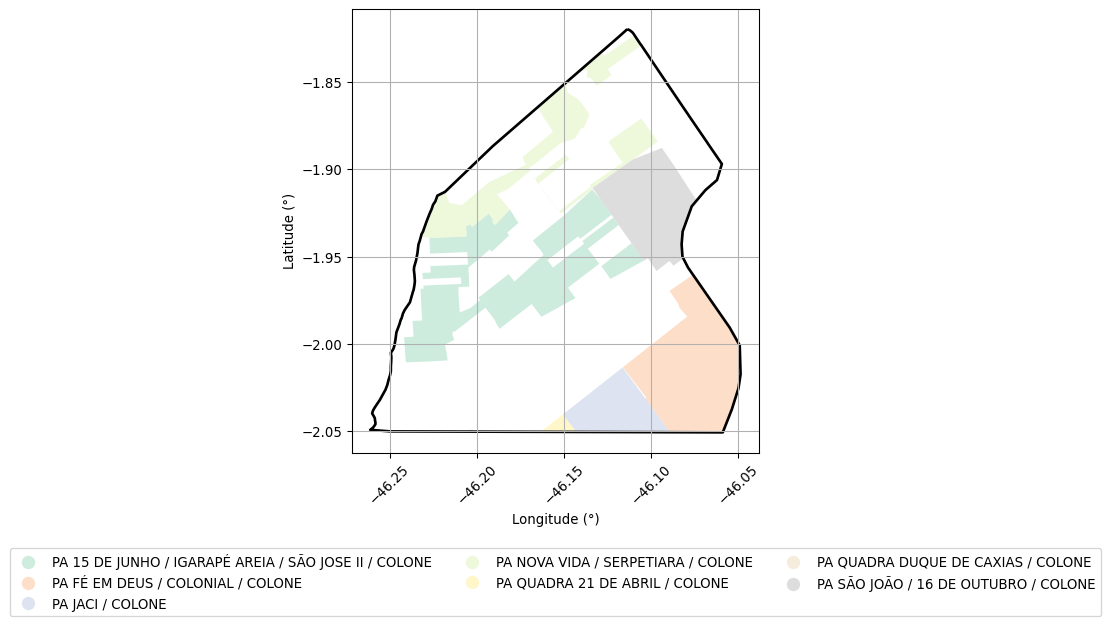 −1.85
−1.90
−1.95
−2.00
−2.05
Latitude (°)
−46.25
−46.20
−46.15
−46.10
−46.05
Longitude (°)
PA 15 DE JUNHO / IGARAPÉ AREIA / SÃO JOSE II / COLONE
PA FÉ EM DEUS / COLONIAL / COLONE
PA JACI / COLONE
PA NOVA VIDA / SERPETIARA / COLONE
PA QUADRA 21 DE ABRIL / COLONE
PA QUADRA DUQUE DE CAXIAS / COLONE
PA SÃO JOÃO / 16 DE OUTUBRO / COLONE